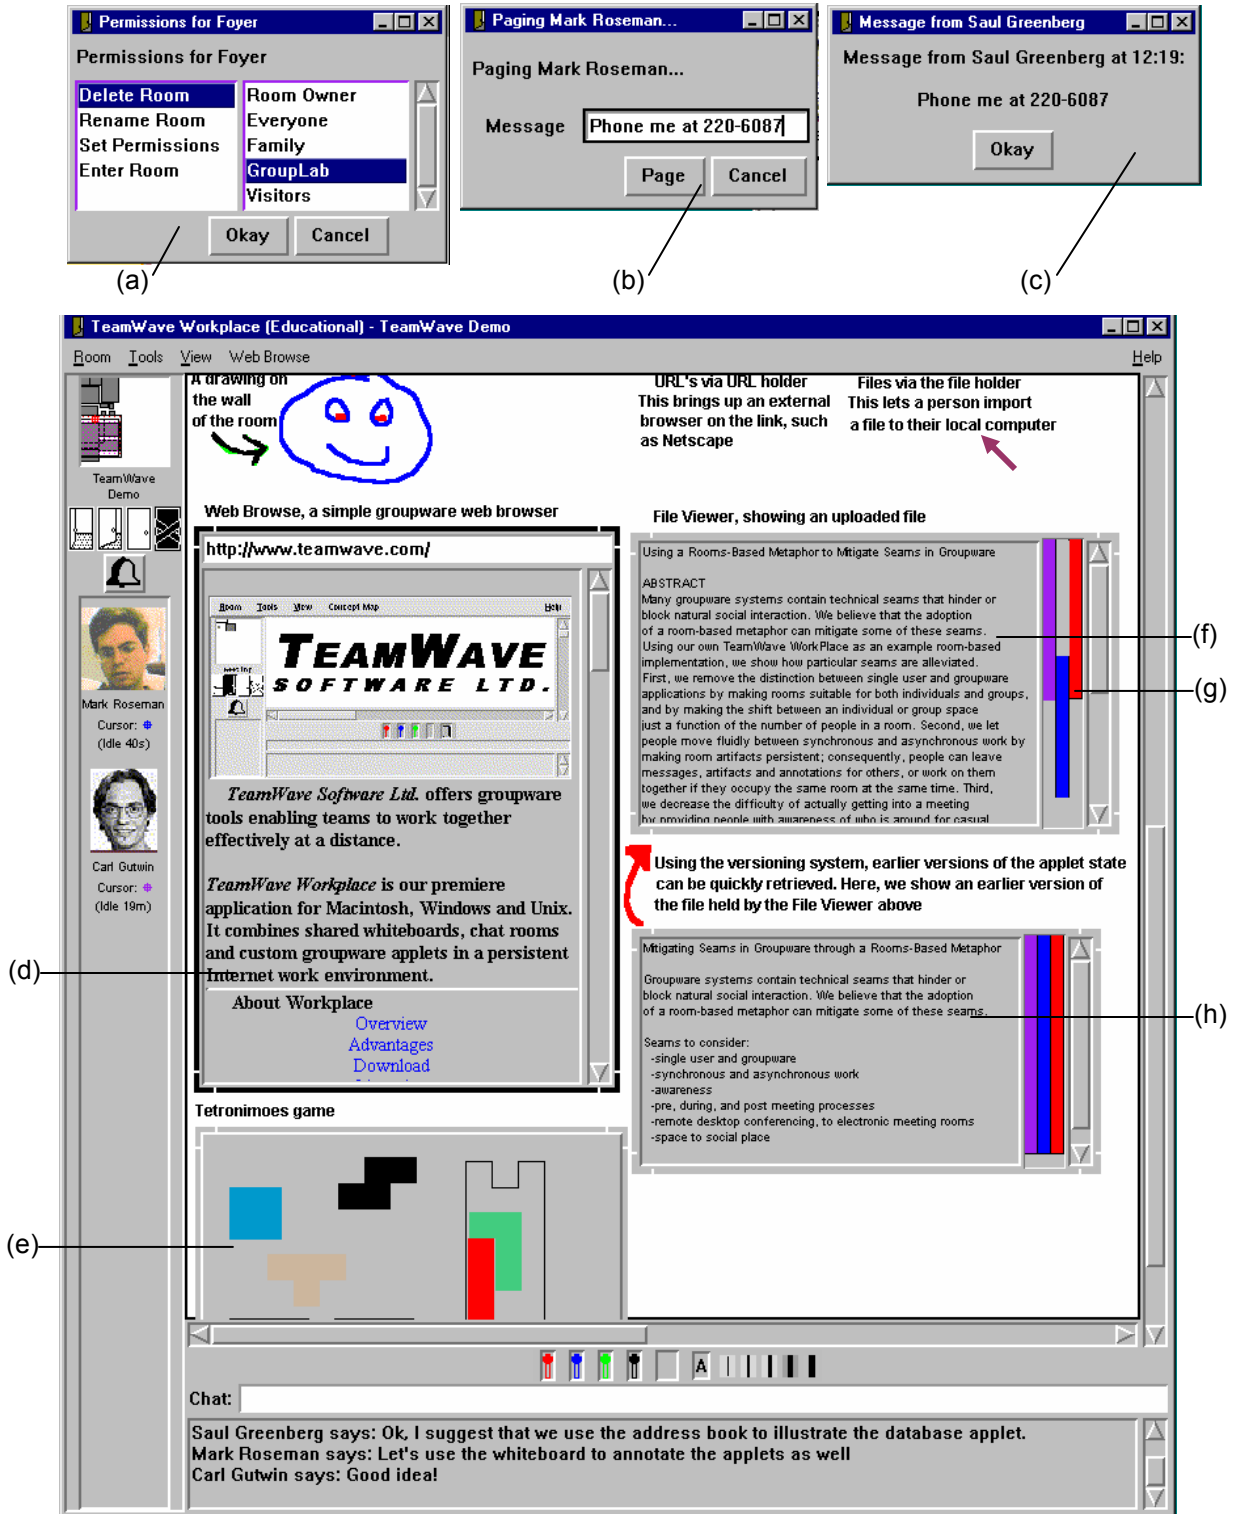 Permissions for Foyer
Permissions for Foyer
Delete Room
Rename Room
Set Permissions
Enter Room
Room Owner
Everyone
Family
GroupLab
Visitors
Okay
Cancel
(a)
Paging Mark Roseman...
Paging Mark Roseman...
Message
Phone me at 220-6087
Page
Cancel
(b)
Message from Saul Greenberg
Message from Saul Greenberg at 12:19:
Phone me at 220-6087
Okay
(c)
TeamWave Workplace (Educational) - TeamWave Demo
Room Tools View Web Browse Help
TeamWave
Demo
Mark Roseman
Cursor:
(Idle 40s)
Carl Gutwin
Cursor:
(Idle 19m)
A drawing on
the wall
of the room
URL's via URL holder
This brings up an external
browser on the link, such
as Netscape
Files via the file holder
This lets a person import
a file to their local computer
Web Browse, a simple groupware web browser
http://www.teamwave.com/
Room Tools View Concept Map Help
TEAMWAVE
SOFTWARE LTD.
TeamWave Software Ltd. offers groupware
tools enabling teams to work together
effectively at a distance.
TeamWave Workplace is our premiere
application for Macintosh, Windows and Unix.
It combines shared whiteboards, chat rooms
and custom groupware applets in a persistent
Internet work environment.
About Workplace
Overview
Advantages
Download
(d)
File Viewer, showing an uploaded file
Using a Rooms-Based Metaphor to Mitigate Seams in Groupware
ABSTRACT
Many groupware systems contain technical seams that hinder or
block natural social interaction. We believe that the adoption
of a room-based metaphor can mitigate some of these seams.
Using our own TeamWave WorkPlace as an example room-based
implementation, we show how particular seams are alleviated.
First, we remove the distinction between single user and groupware
applications by making rooms suitable for both individuals and groups,
and by making the shift between an individual or group space
just a function of the number of people in a room. Second, we let
people move fluidly between synchronous and asynchronous work by
making room artifacts persistent; consequently, people can leave
messages, artifacts and annotations for others, or work on them
together if they occupy the same room at the same time. Third,
we decrease the difficulty of actually getting into a meeting
by providing people with awareness of who is around for casual
(f)
(g)
Using the versioning system, earlier versions of the applet state
can be quickly retrieved. Here, we show an earlier version of
the file held by the File Viewer above
Mitigating Seams in Groupware through a Rooms-Based Metaphor
Groupware systems contain technical seams that hinder or
block natural social interaction. We believe that the adoption
of a room-based metaphor can mitigate some of these seams.
Seams to consider:
-single user and groupware
-synchronous and asynchronous work
-awareness
-pre, during, and post meeting processes
-remote desktop conferencing, to electronic meeting rooms
-space to social place
(h)
Tetronimoes game
(e)
A
Chat:
Saul Greenberg says: Ok, I suggest that we use the address book to illustrate the database applet.
Mark Roseman says: Let's use the whiteboard to annotate the applets as well
Carl Gutwin says: Good idea!